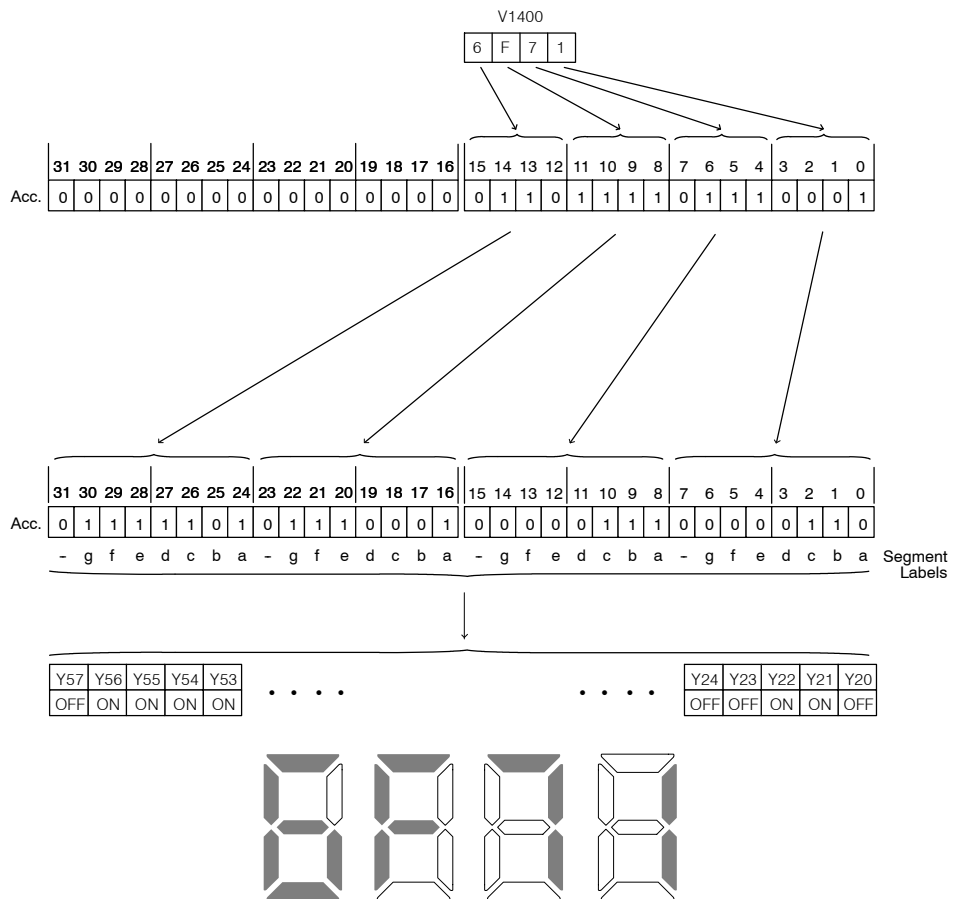 V1400
6 F 7 1
31 30 29 28 27 26 25 24 23 22 21 20 19 18 17 16 15 14 13 12 11 10 9 8 7 6 5 4 3 2 1 0
Acc. 0 0 0 0 0 0 0 0 0 0 0 0 0 0 0 0 0 1 1 0 1 1 1 1 0 1 1 1 0 0 0 1
31 30 29 28 27 26 25 24 23 22 21 20 19 18 17 16 15 14 13 12 11 10 9 8 7 6 5 4 3 2 1 0
Acc. 0 1 1 1 1 1 0 1 0 1 1 1 0 0 0 1 0 0 0 0 0 1 1 1 0 0 0 0 0 1 1 0
– g f e d c b a – g f e d c b a – g f e d c b a – g f e d c b a Segment
Labels
Y57 Y56 Y55 Y54 Y53 Y24 Y23 Y22 Y21 Y20
OFF ON ON ON ON . . . . . . . . OFF OFF ON ON OFF